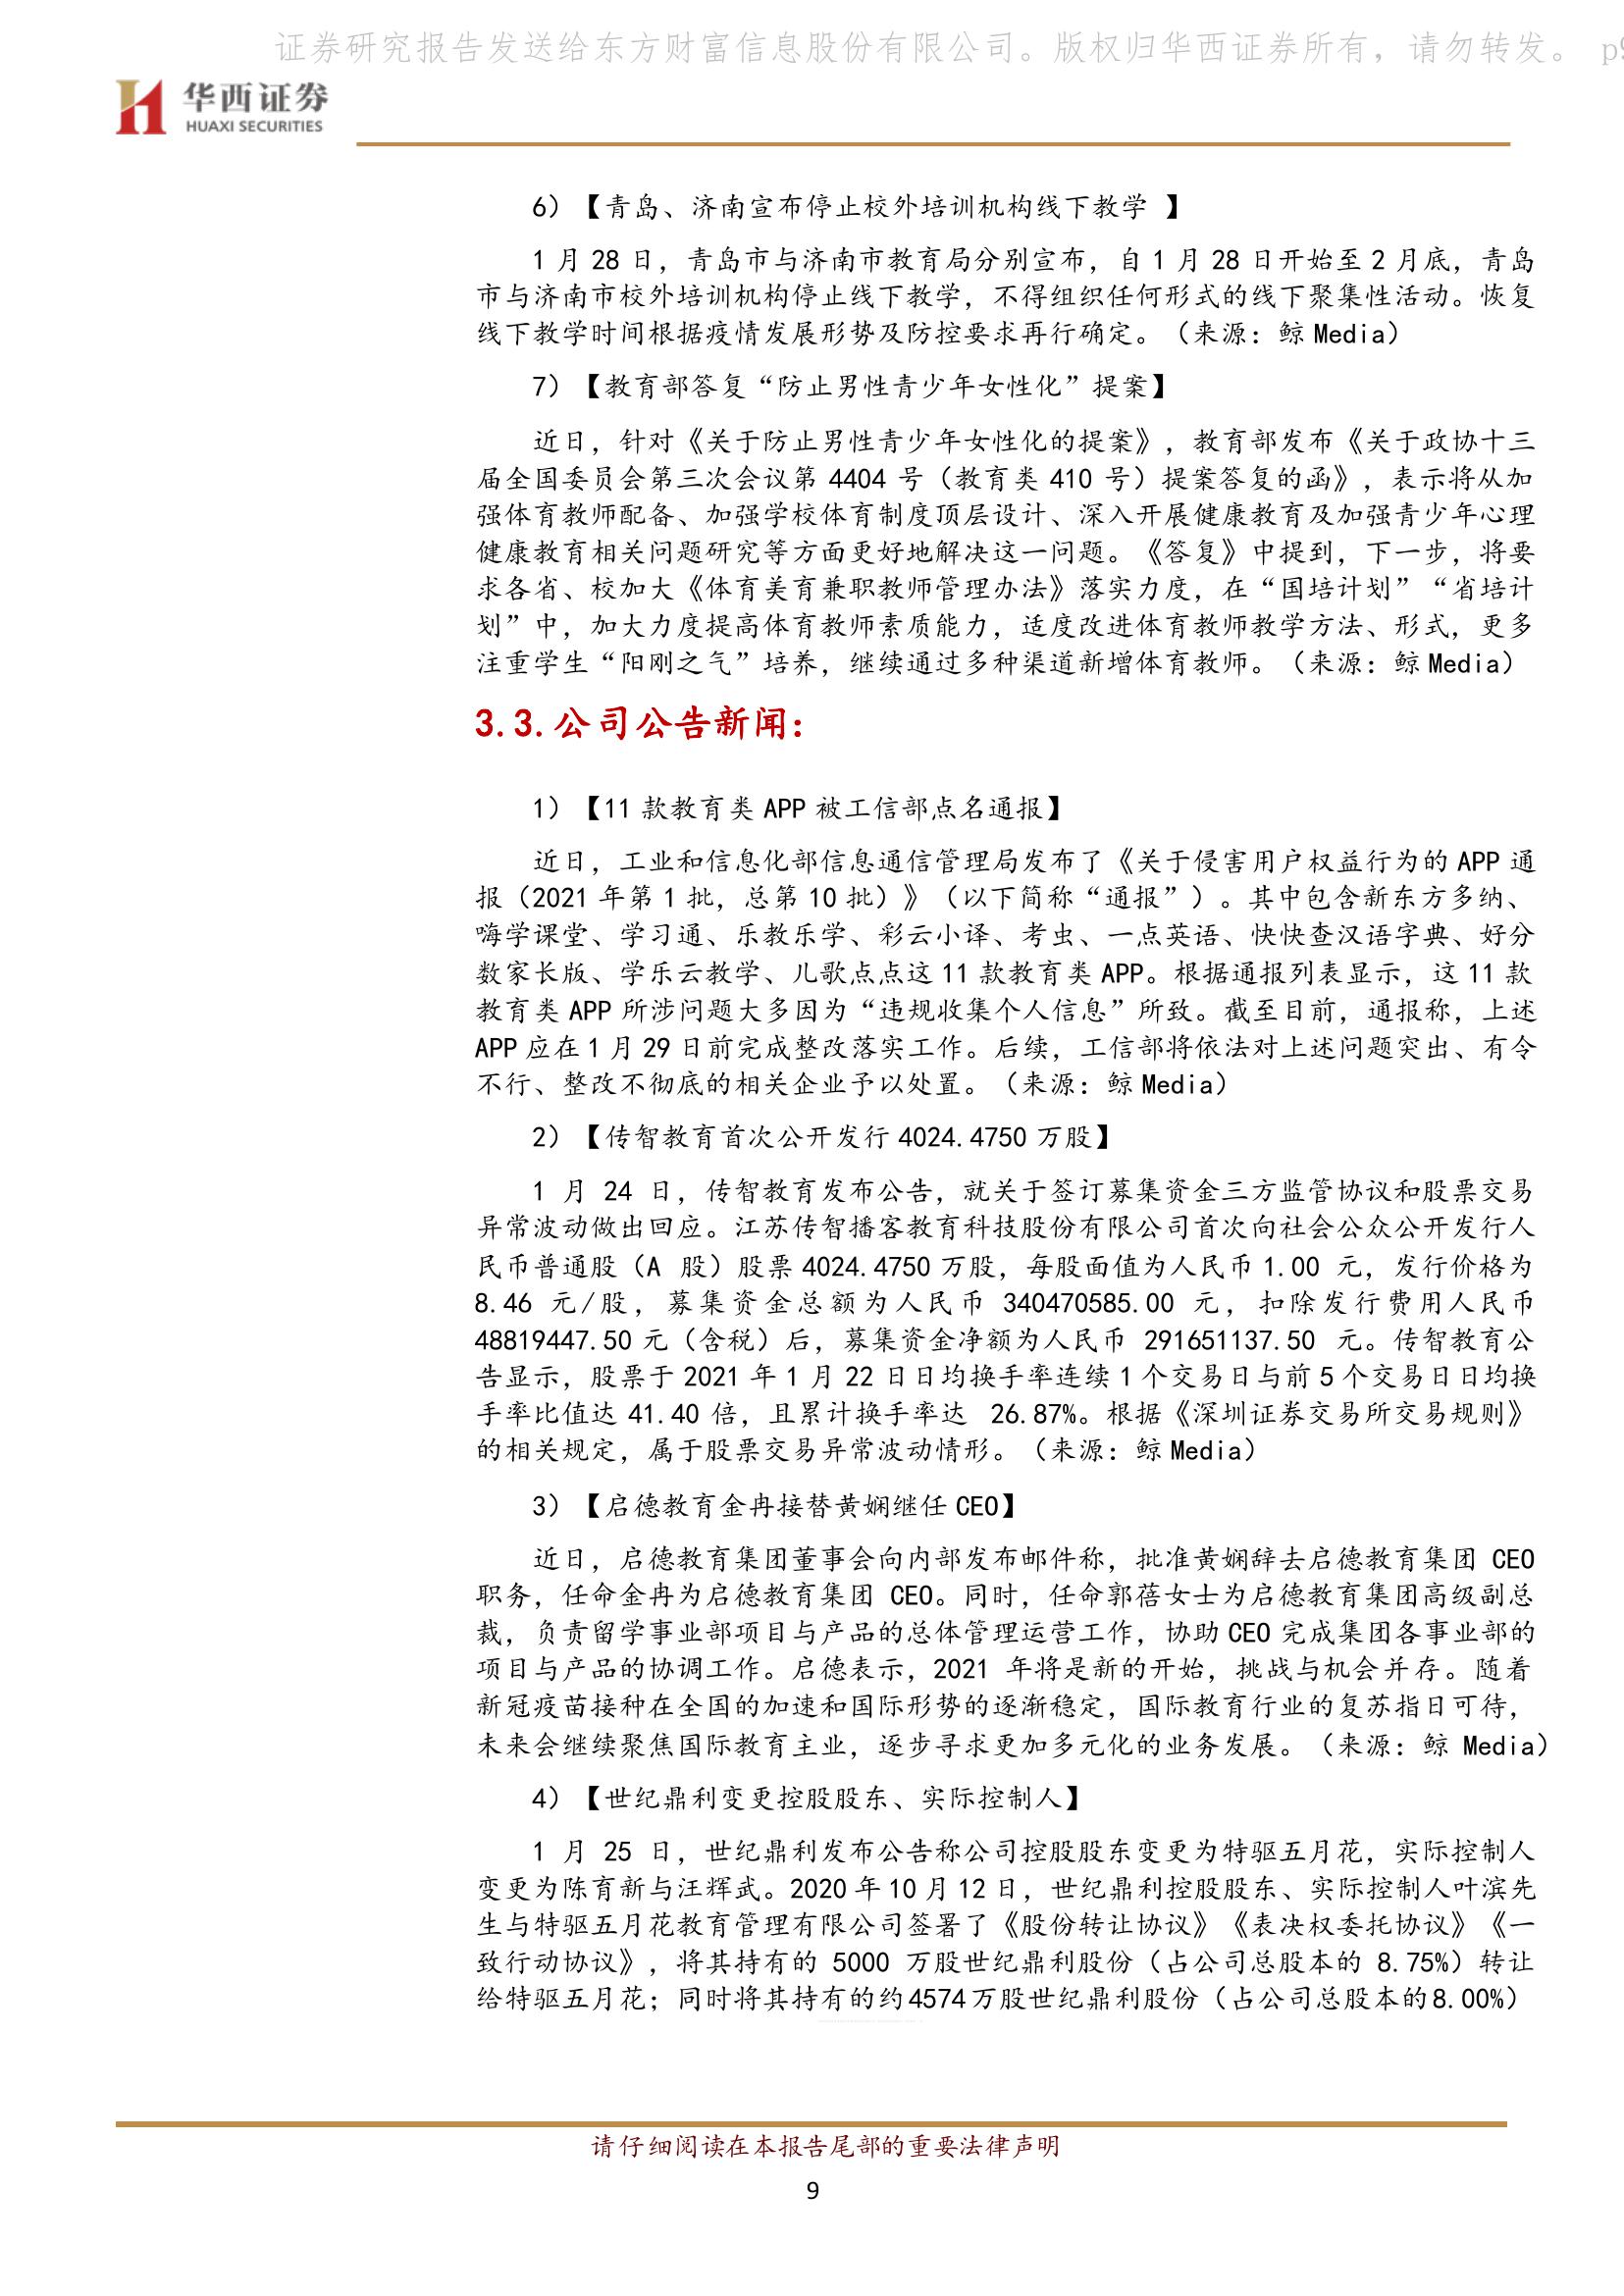 证券研究报告发送给东方财富信息股份有限公司。版权归华西证券所有，请勿转发。 p9
华西证券
HUAXI SECURITIES
6）【青岛、济南宣布停止校外培训机构线下教学 】
1 月 28 日，青岛市与济南市教育局分别宣布，自 1 月 28 日开始至 2 月底，青岛
市与济南市校外培训机构停止线下教学，不得组织任何形式的线下聚集性活动。恢复
线下教学时间根据疫情发展形势及防控要求再行确定。（来源：鲸 Media）
7）【教育部答复“防止男性青少年女性化”提案】
近日，针对《关于防止男性青少年女性化的提案》，教育部发布《关于政协十三
届全国委员会第三次会议第 4404 号（教育类 410 号）提案答复的函》，表示将从加
强体育教师配备、加强学校体育制度顶层设计、深入开展健康教育及加强青少年心理
健康教育相关问题研究等方面更好地解决这一问题。《答复》中提到，下一步，将要
求各省、校加大《体育美育兼职教师管理办法》落实力度，在“国培计划”“省培计
划”中，加大力度提高体育教师素质能力，适度改进体育教师教学方法、形式，更多
注重学生“阳刚之气”培养，继续通过多种渠道新增体育教师。（来源：鲸 Media）
3.3.公司公告新闻：
1）【11 款教育类 APP 被工信部点名通报】
近日，工业和信息化部信息通信管理局发布了《关于侵害用户权益行为的 APP 通
报（2021 年第 1 批，总第 10 批）》（以下简称“通报”）。其中包含新东方多纳、
嗨学课堂、学习通、乐教乐学、彩云小译、考虫、一点英语、快快查汉语字典、好分
数家长版、学乐云教学、儿歌点点这 11 款教育类 APP。根据通报列表显示，这 11 款
教育类 APP 所涉问题大多因为“违规收集个人信息”所致。截至目前，通报称，上述
APP 应在 1 月 29 日前完成整改落实工作。后续，工信部将依法对上述问题突出、有令
不行、整改不彻底的相关企业予以处置。（来源：鲸 Media）
2）【传智教育首次公开发行 4024.4750 万股】
1 月 24 日，传智教育发布公告，就关于签订募集资金三方监管协议和股票交易
异常波动做出回应。江苏传智播客教育科技股份有限公司首次向社会公众公开发行人
民币普通股（A 股）股票 4024.4750 万股，每股面值为人民币 1.00 元，发行价格为
8.46 元/股，募集资金总额为人民币 340470585.00 元，扣除发行费用人民币
48819447.50 元（含税）后，募集资金净额为人民币 291651137.50 元。传智教育公
告显示，股票于 2021 年 1 月 22 日日均换手率连续 1 个交易日与前 5 个交易日日均换
手率比值达 41.40 倍，且累计换手率达 26.87%。根据《深圳证券交易所交易规则》
的相关规定，属于股票交易异常波动情形。（来源：鲸 Media）
3）【启德教育金冉接替黄娴继任 CEO】
近日，启德教育集团董事会向内部发布邮件称，批准黄娴辞去启德教育集团 CEO
职务，任命金冉为启德教育集团 CEO。同时，任命郭蓓女士为启德教育集团高级副总
裁，负责留学事业部项目与产品的总体管理运营工作，协助 CEO 完成集团各事业部的
项目与产品的协调工作。启德表示，2021 年将是新的开始，挑战与机会并存。随着
新冠疫苗接种在全国的加速和国际形势的逐渐稳定，国际教育行业的复苏指日可待，
未来会继续聚焦国际教育主业，逐步寻求更加多元化的业务发展。（来源：鲸 Media）
4）【世纪鼎利变更控股股东、实际控制人】
1 月 25 日，世纪鼎利发布公告称公司控股股东变更为特驱五月花，实际控制人
变更为陈育新与汪辉武。2020 年 10 月 12 日，世纪鼎利控股股东、实际控制人叶滨先
生与特驱五月花教育管理有限公司签署了《股份转让协议》《表决权委托协议》《一
致行动协议》，将其持有的 5000 万股世纪鼎利股份（占公司总股本的 8.75%）转让
给特驱五月花；同时将其持有的约 4574 万股世纪鼎利股份（占公司总股本的 8.00%）
请仔细阅读在本报告尾部的重要法律声明
9